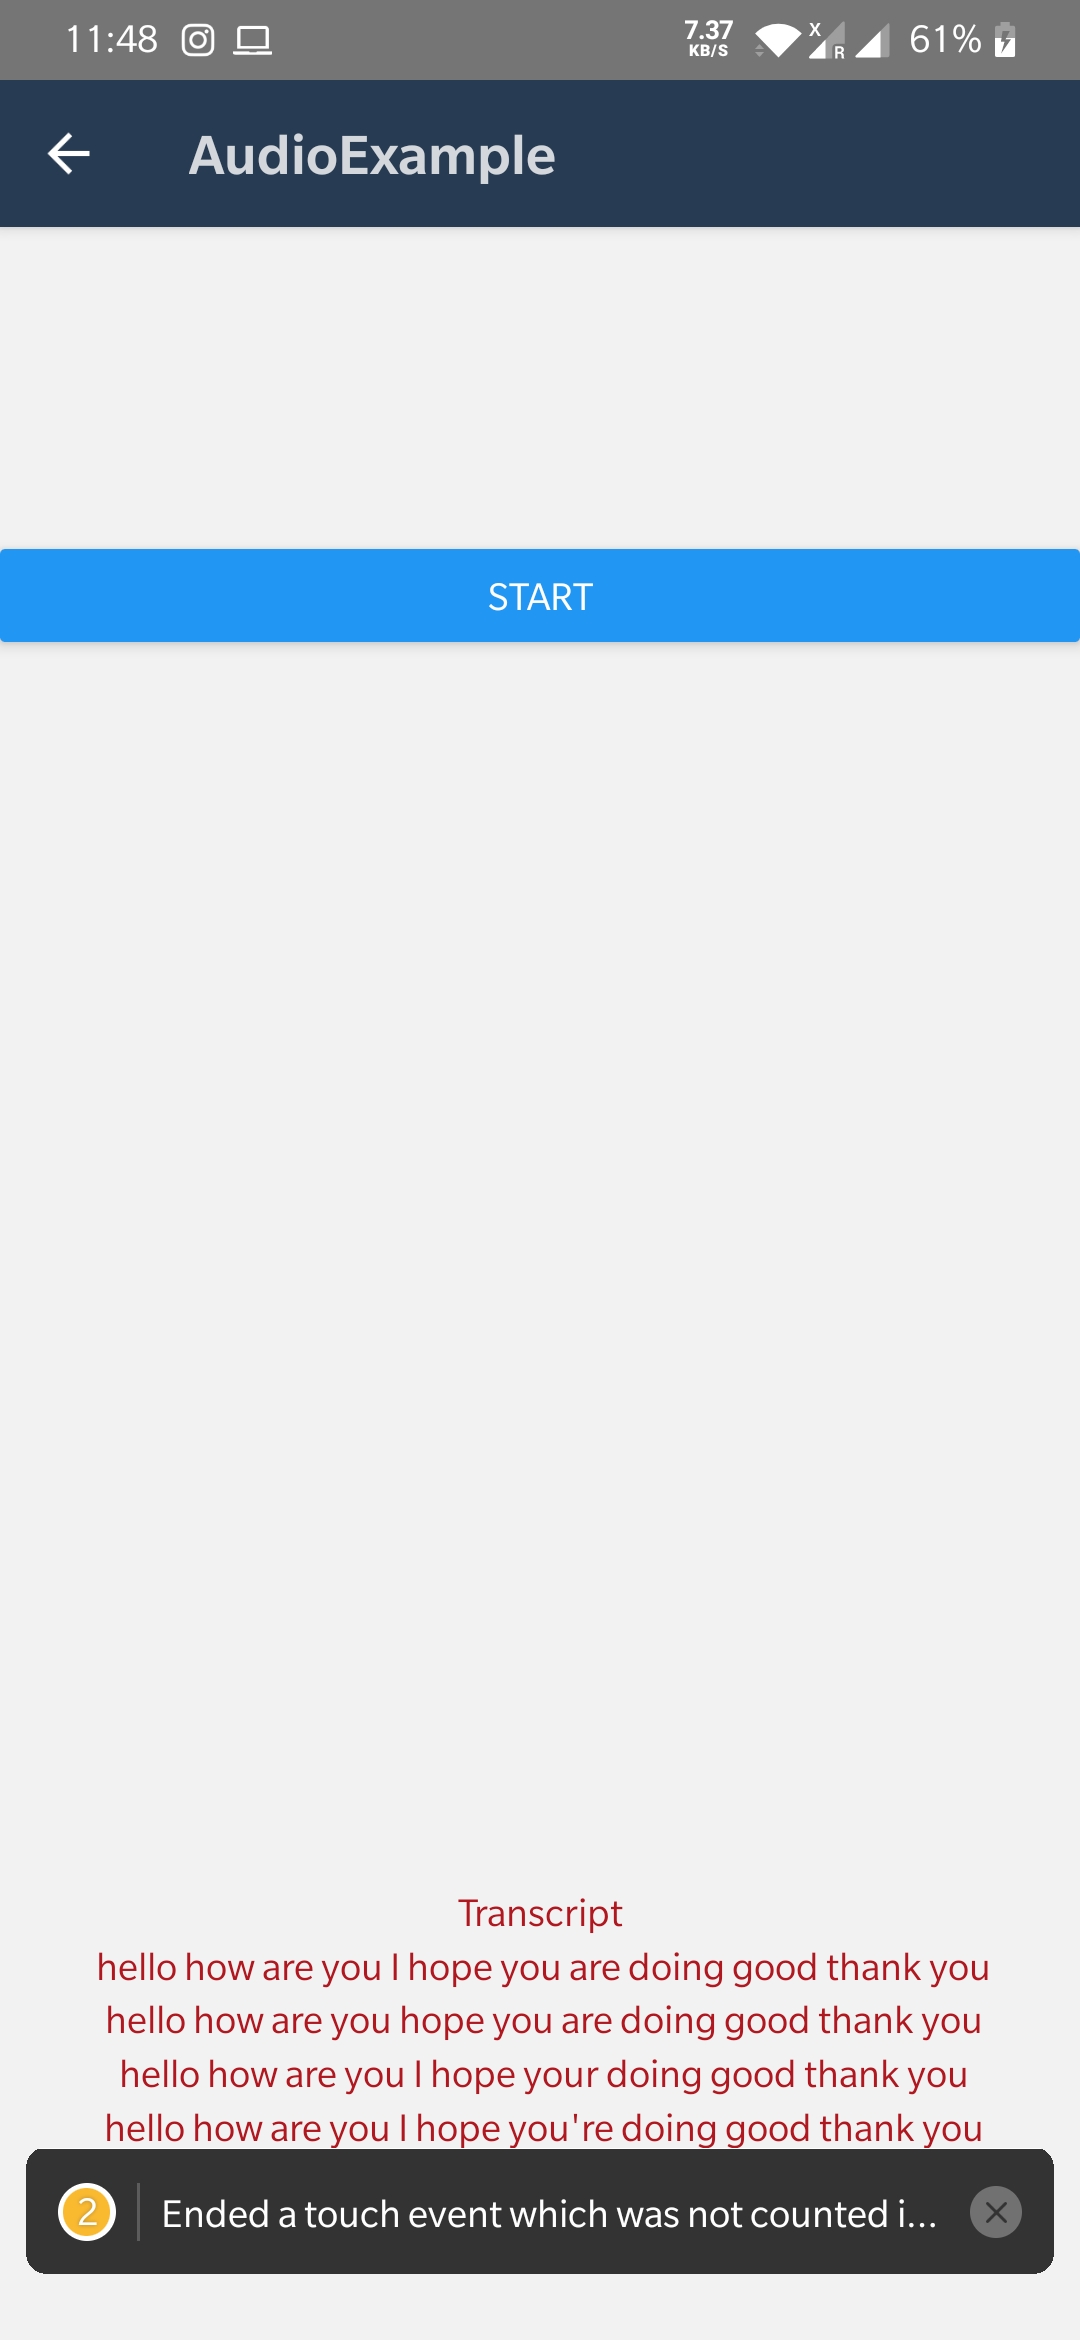 11:48 7.37 KB/S X R 61%
AudioExample
START
Transcript
hello how are you I hope you are doing good thank you
hello how are you hope you are doing good thank you
hello how are you I hope your doing good thank you
hello how are you I hope you're doing good thank you
2 Ended a touch event which was not counted i...